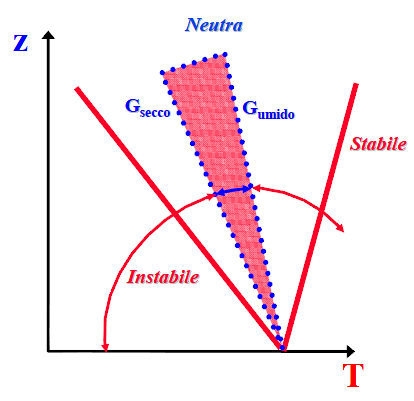 Neutra
z
Gsecco
Gumido
Stabile
Instabile
T